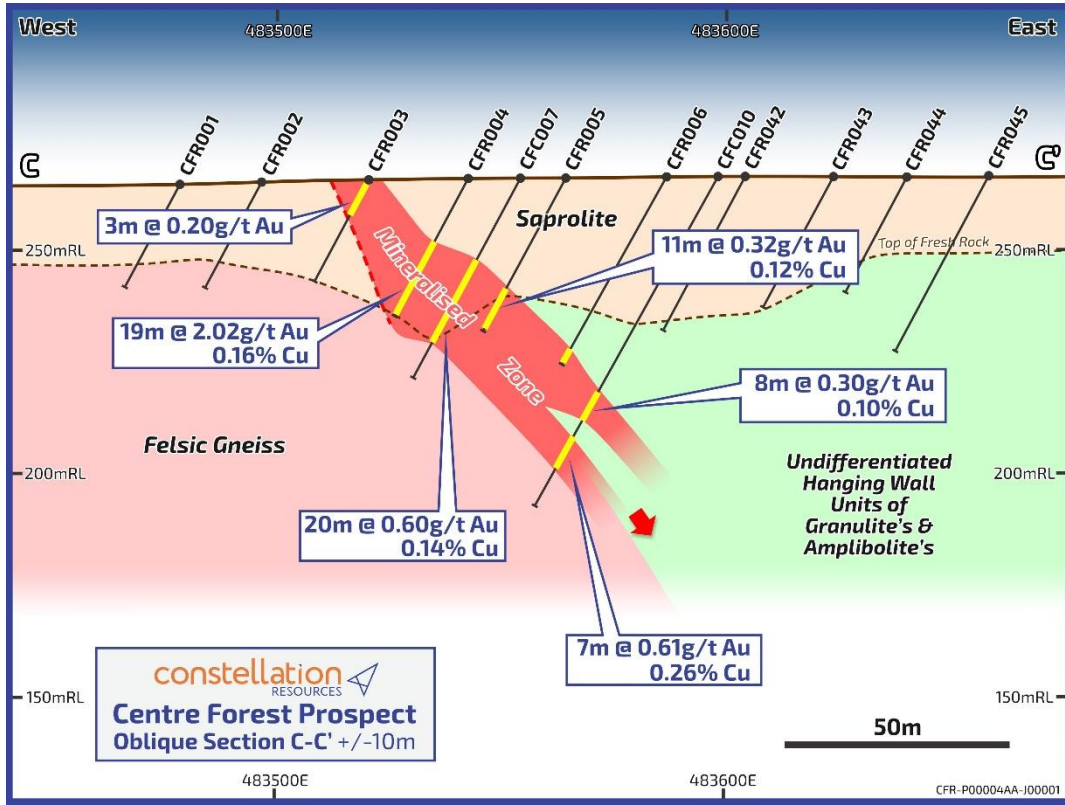 West
483500E
483600E
East
C
CFR001
CFR002
CFR003
CFR004
CFC007
CFR005
CFR006
CFC010
CFR042
CFR043
CFR044
CFR045
C'
3m @ 0.20g/t Au
Saprolite
11m @ 0.32g/t Au
0.12% Cu
Top of Fresh Rock
250mRL
250mRL
Mineralised
Zone
19m @ 2.02g/t Au
0.16% Cu
8m @ 0.30g/t Au
0.10% Cu
Felsic Gneiss
200mRL
200mRL
Undifferentiated
Hanging Wall
Units of
Granulite's &
Amplibolite's
20m @ 0.60g/t Au
0.14% Cu
7m @ 0.61g/t Au
0.26% Cu
constellation
RESOURCES
Centre Forest Prospect
Oblique Section C-C' +/-10m
150mRL
150mRL
50m
483500E
483600E
CFR-P00004AA-J00001